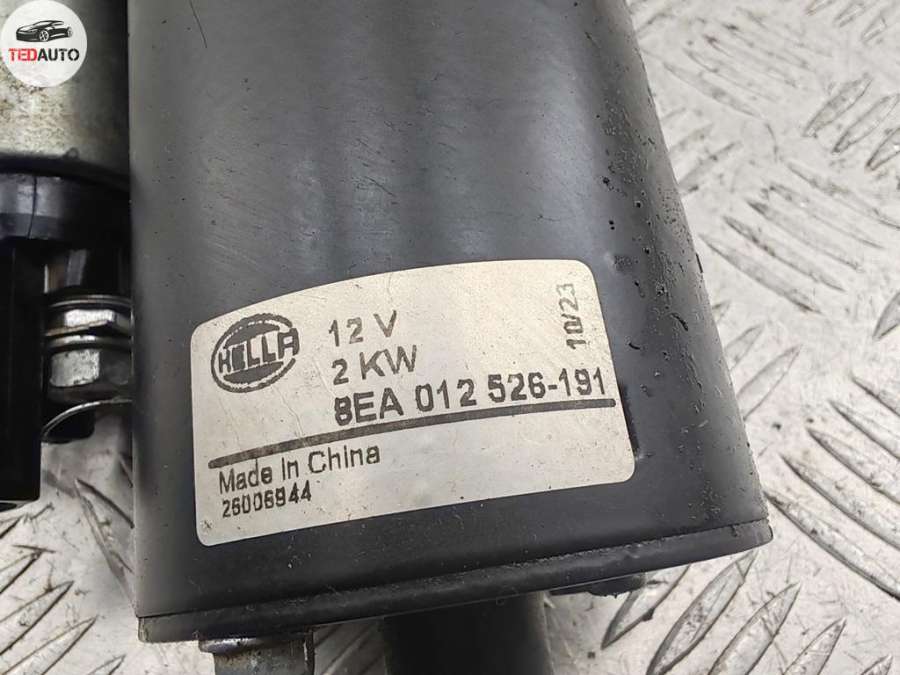 TEDAUTO
HELLA
12 V
2 KW
8EA 012 526-191
10/23
Made in China
26006944